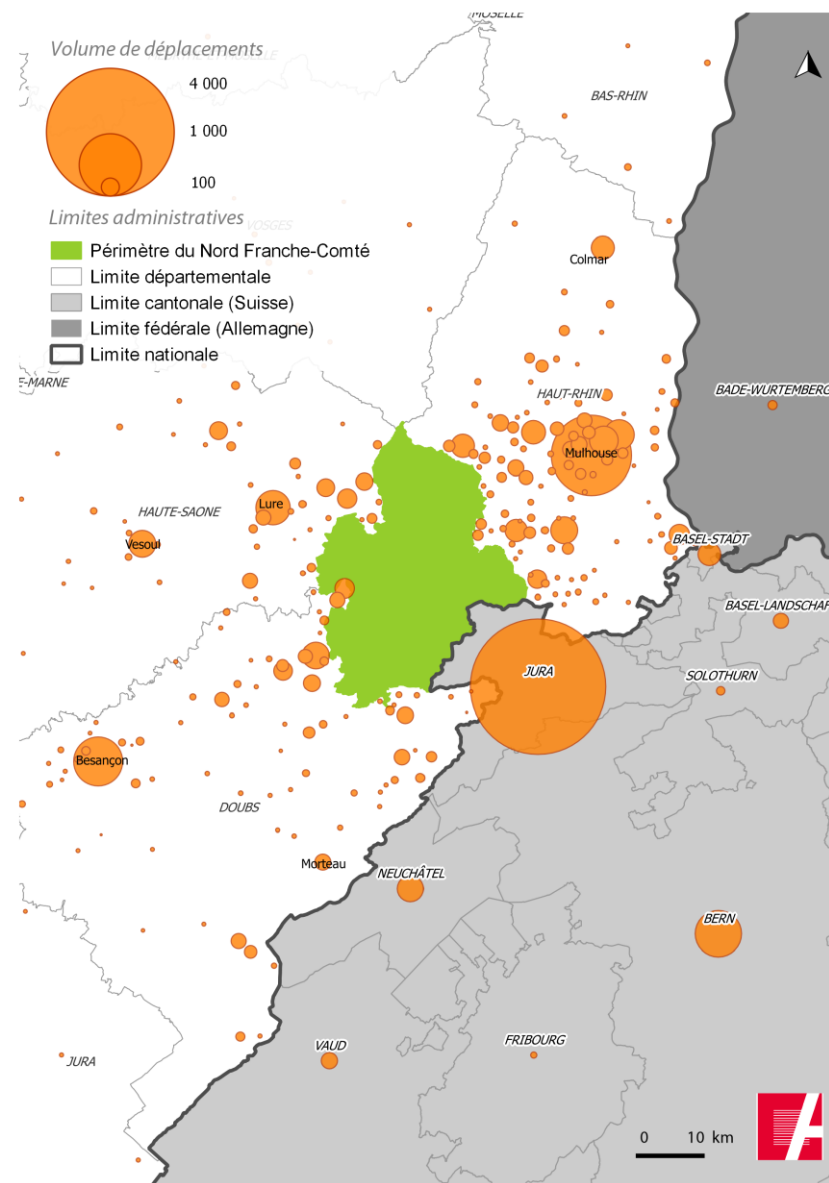 MOSELLE
Volume de déplacements
4 000
1 000
100
BAS-RHIN
Limites administratives
VOSGES
Périmètre du Nord Franche-Comté
Limite départementale
Limite cantonale (Suisse)
Limite fédérale (Allemagne)
Limite nationale
Colmar
E-MARNE
HAUT-RHIN
BADE-WURTEMBERG
Mulhouse
Lure
HAUTE-SAONE
Vesoul
BASEL-STADT
BASEL-LANDSCHAF
JURA
SOLOTHURN
Besançon
DOUBS
Morteau
NEUCHÂTEL
BERN
VAUD
FRIBOURG
JURA
0 10 km